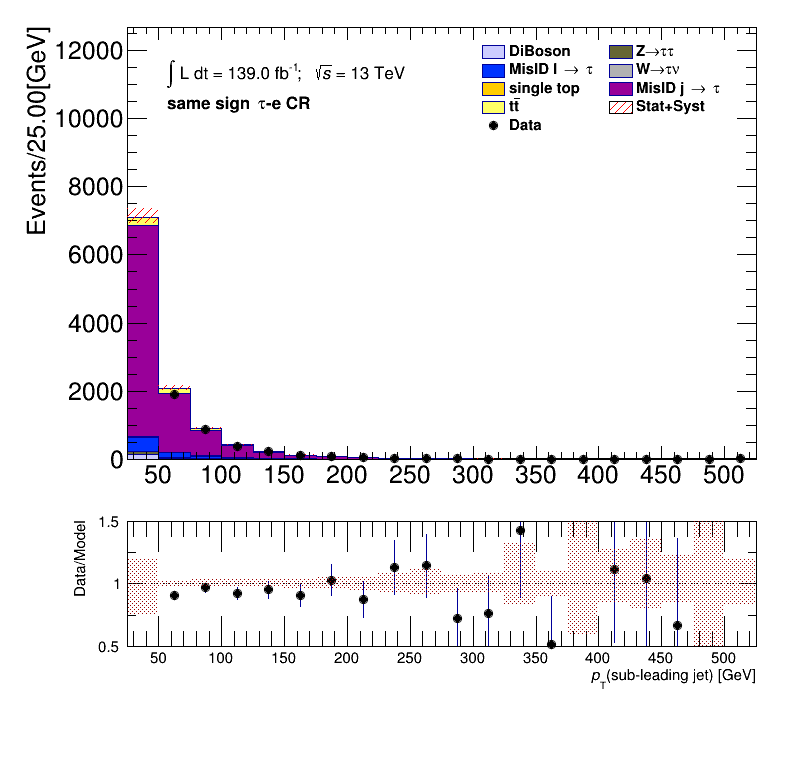 Events/25.00[GeV]
12000
10000
8000
6000
4000
2000
0
∫ L dt = 139.0 fb⁻¹; √s = 13 TeV
same sign τ-e CR
DiBoson
MisID l → τ
single top
tt̄
Data
Z→ττ
W→τν
MisID j → τ
Stat+Syst
50 100 150 200 250 300 350 400 450 500
Data/Model
1.5
1
0.5
50 100 150 200 250 300 350 400 450 500
p_T(sub-leading jet) [GeV]